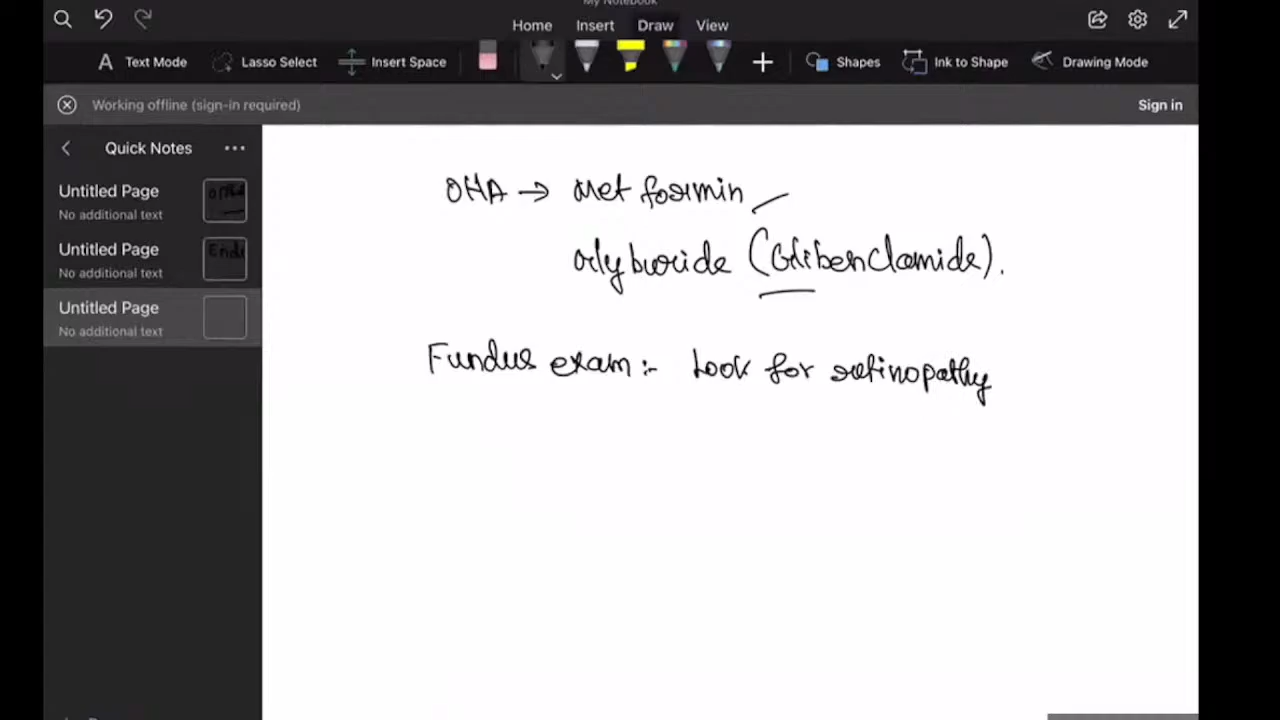 My Notebook
Home Insert Draw View
Text Mode Lasso Select Insert Space Shapes Ink to Shape Drawing Mode
Working offline (sign-in required) Sign in
Quick Notes
Untitled Page
No additional text
Untitled Page
No additional text
Untitled Page
No additional text
OHA → Metformin
Glyburide (Glibenclamide).
Fundus exam:- Look for retinopathy